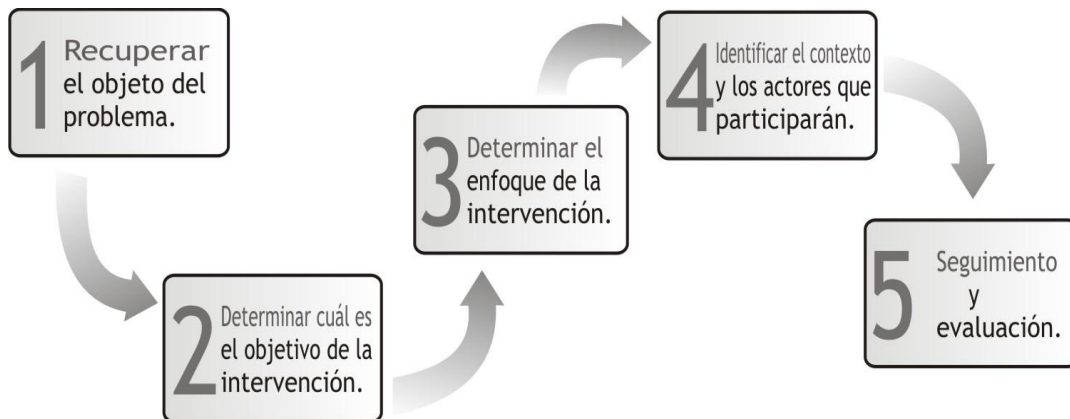 1 Recuperar
el objeto del
problema.
2 Determinar cuál es
el objetivo de la
intervención.
3 Determinar el
enfoque de la
intervención.
4 Identificar el contexto
y los actores que
participarán.
5 Seguimiento
y
evaluación.